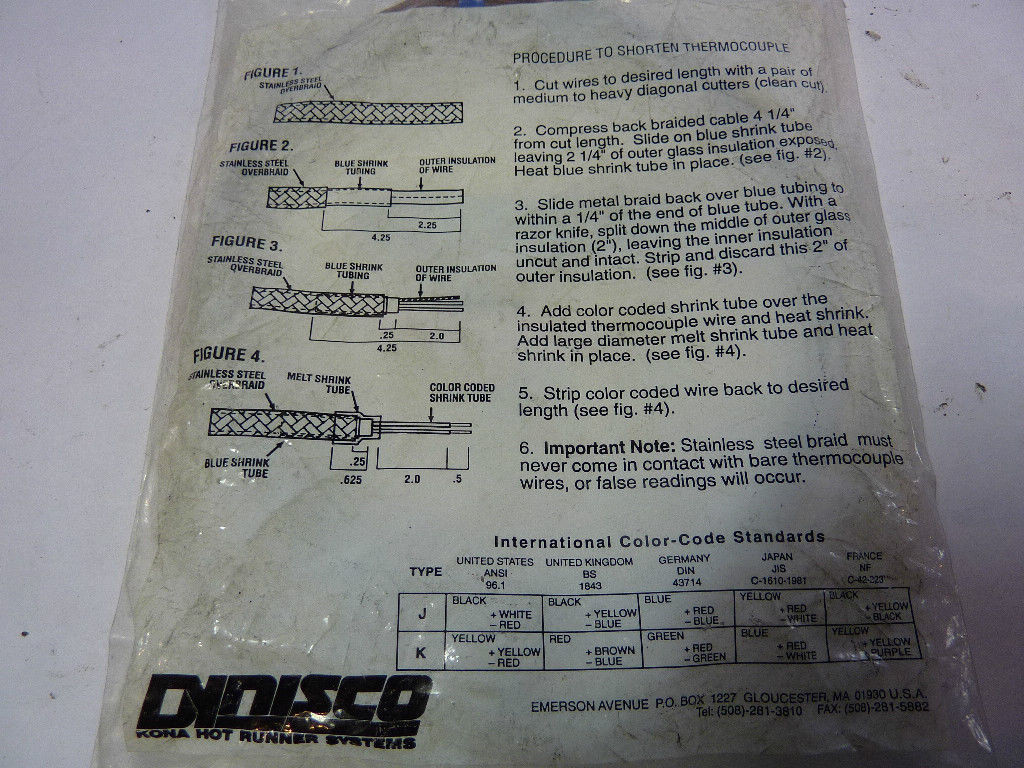 FIGURE 1.
STAINLESS STEEL
OVERBRAID
FIGURE 2.
STAINLESS STEEL
OVERBRAID
BLUE SHRINK
TUBING
OUTER INSULATION
OF WIRE
2.25
4.25
FIGURE 3.
STAINLESS STEEL
OVERBRAID
BLUE SHRINK
TUBING
OUTER INSULATION
OF WIRE
.25
2.0
4.25
FIGURE 4.
STAINLESS STEEL
OVERBRAID
MELT SHRINK
TUBE
COLOR CODED
SHRINK TUBE
BLUE SHRINK
TUBE
.25
.625
2.0
.5
PROCEDURE TO SHORTEN THERMOCOUPLE
1. Cut wires to desired length with a pair of
medium to heavy diagonal cutters (clean cut).
2. Compress back braided cable 4 1/4"
from cut length. Slide on blue shrink tube
leaving 2 1/4" of outer glass insulation exposed.
Heat blue shrink tube in place. (see fig. #2).
3. Slide metal braid back over blue tubing to
within a 1/4" of the end of blue tube. With a
razor knife, split down the middle of outer glass
insulation (2"), leaving the inner insulation
uncut and intact. Strip and discard this 2" of
outer insulation. (see fig. #3).
4. Add color coded shrink tube over the
insulated thermocouple wire and heat shrink.
Add large diameter melt shrink tube and heat
shrink in place. (see fig. #4).
5. Strip color coded wire back to desired
length (see fig. #4).
6. Important Note: Stainless steel braid must
never come in contact with bare thermocouple
wires, or false readings will occur.
International Color-Code Standards
TYPE UNITED STATES ANSI 96.1 UNITED KINGDOM BS 1843 GERMANY DIN 43714 JAPAN JIS C-1610-1981 FRANCE NF C-42-323
J BLACK + WHITE – RED BLACK + YELLOW – BLUE BLUE + RED – BLUE YELLOW + RED – WHITE BLACK + YELLOW – BLACK
K YELLOW + YELLOW – RED RED + BROWN – BLUE GREEN + RED – GREEN BLUE + RED – WHITE YELLOW + YELLOW PURPLE
DYNISCO
KONA HOT RUNNER SYSTEMS
EMERSON AVENUE P.O. BOX 1227 GLOUCESTER, MA 01930 U.S.A.
Tel: (508)-281-3810 FAX: (508)-281-5882